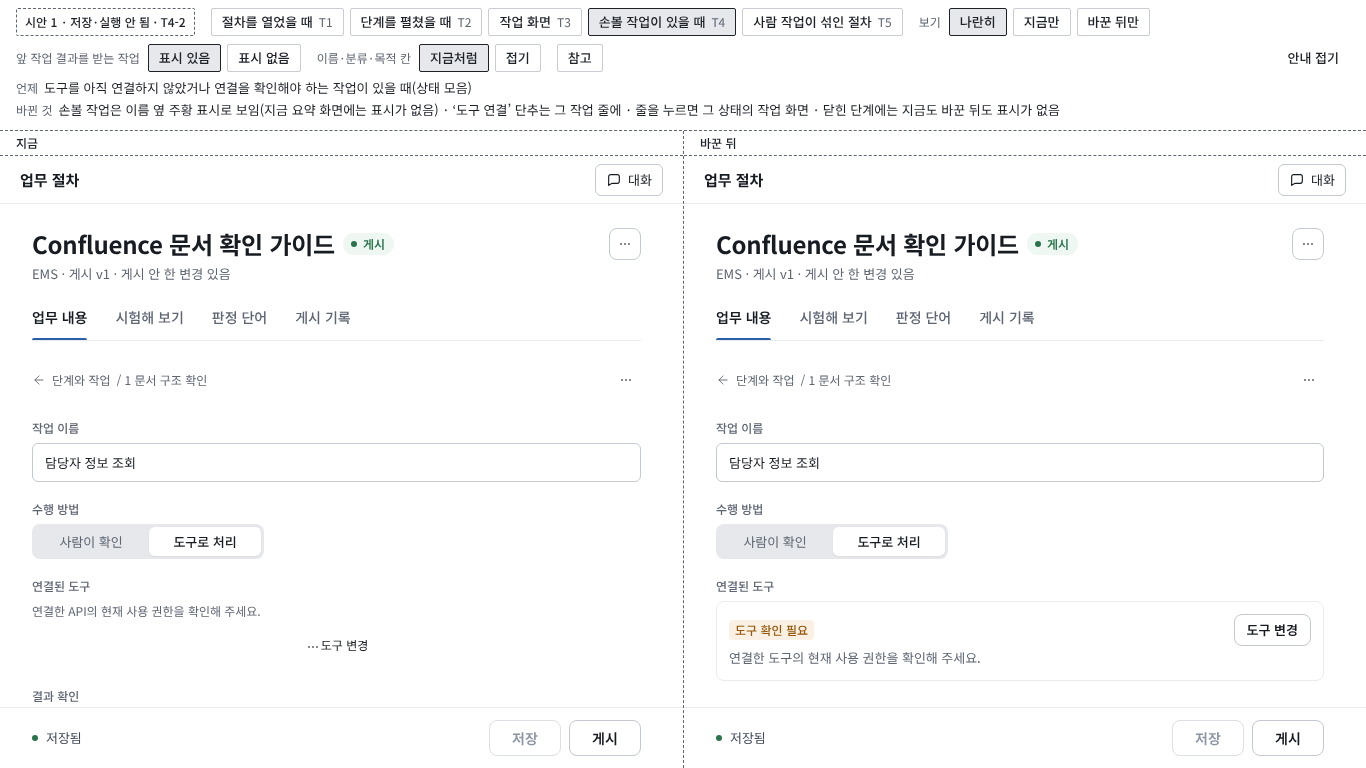 시안 1 · 저장·실행 안 됨 · T4-2
절차를 열었을 때 T1
단계를 펼쳤을 때 T2
작업 화면 T3
손볼 작업이 있을 때 T4
사람 작업이 섞인 절차 T5
보기
나란히
지금만
바꾼 뒤만
앞 작업 결과를 받는 작업
표시 있음
표시 없음
이름·분류·목적 칸
지금처럼
접기
참고
안내 접기
언제 도구를 아직 연결하지 않았거나 연결을 확인해야 하는 작업이 있을 때(상태 모음)
바뀐 것 손볼 작업은 이름 옆 주황 표시로 보임(지금 요약 화면에는 표시가 없음) · ‘도구 연결’ 단추는 그 작업 줄에 · 줄을 누르면 그 상태의 작업 화면 · 닫힌 단계에는 지금도 바꾼 뒤도 표시가 없음
지금
업무 절차
대화
Confluence 문서 확인 가이드
게시
···
EMS · 게시 v1 · 게시 안 한 변경 있음
업무 내용
시험해 보기
판정 단어
게시 기록
← 단계와 작업 / 1 문서 구조 확인
···
작업 이름
담당자 정보 조회
수행 방법
사람이 확인
도구로 처리
연결된 도구
연결한 API의 현재 사용 권한을 확인해 주세요.
··· 도구 변경
결과 확인
저장됨
저장
게시
바꾼 뒤
업무 절차
대화
Confluence 문서 확인 가이드
게시
···
EMS · 게시 v1 · 게시 안 한 변경 있음
업무 내용
시험해 보기
판정 단어
게시 기록
← 단계와 작업 / 1 문서 구조 확인
···
작업 이름
담당자 정보 조회
수행 방법
사람이 확인
도구로 처리
연결된 도구
도구 확인 필요
도구 변경
연결한 도구의 현재 사용 권한을 확인해 주세요.
저장됨
저장
게시